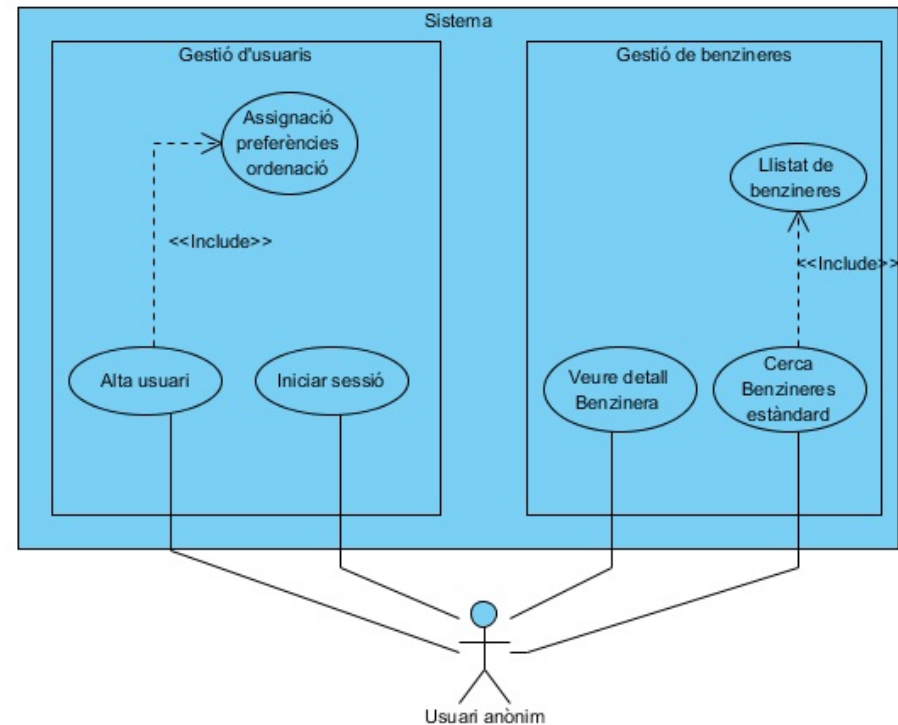 Sistema
Gestió d'usuaris
Assignació
preferències
ordenació
<<Include>>
Alta usuari
Iniciar sessió
Gestió de benzineres
Llistat de
benzineres
<<Include>>
Veure detall
Benzinera
Cerca
Benzineres
estàndard
Usuari anònim